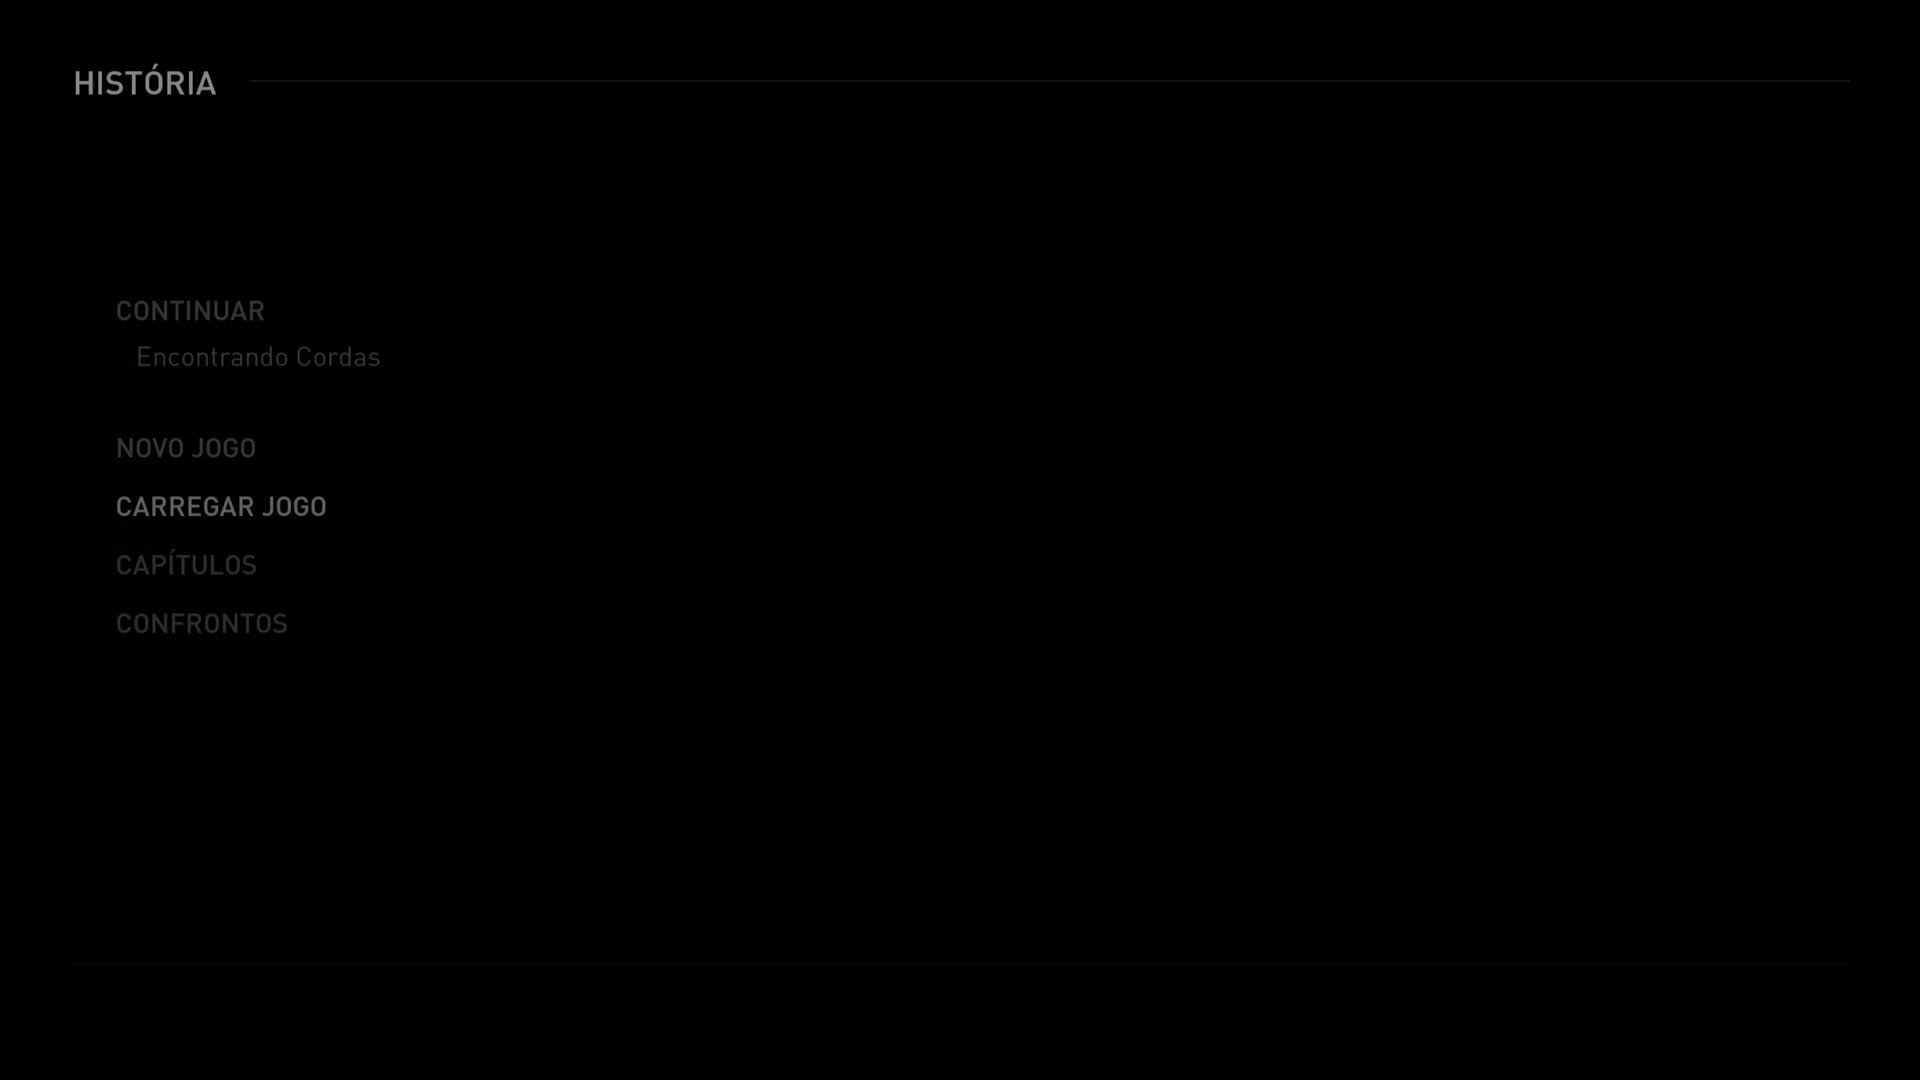 HISTÓRIA
CONTINUAR
Encontrando Cordas
NOVO JOGO
CARREGAR JOGO
CAPÍTULOS
CONFRONTOS